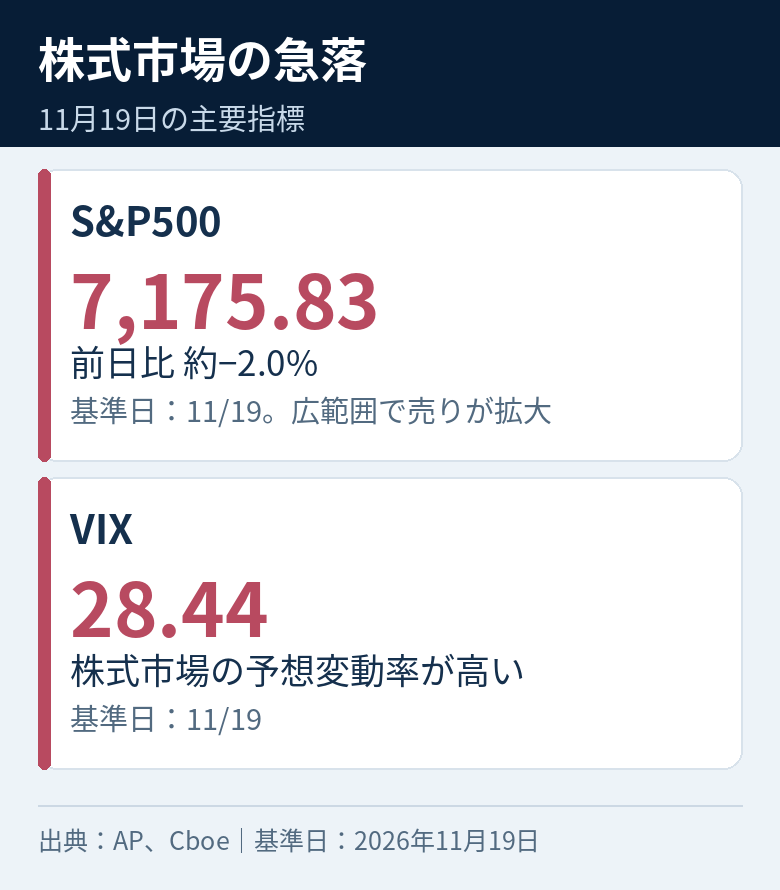 株式市場の急落
11月19日の主要指標
S&P500
7,175.83
前日比 約−2.0%
基準日：11/19。広範囲で売りが拡大
VIX
28.44
株式市場の予想変動率が高い
基準日：11/19
出典：AP、Cboe｜基準日：2026年11月19日